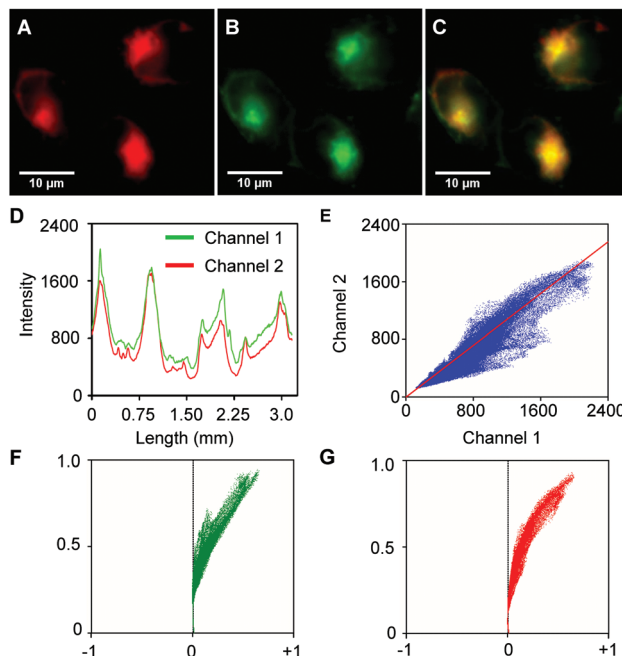 A B C
10 µm 10 µm 10 µm
D
2400
1600
800
0
Intensity
Channel 1
Channel 2
0 0.75 1.50 2.25 3.0
Length (mm)
E
2400
1600
800
0
Channel 2
0 800 1600 2400
Channel 1
F
1.0
0.5
0
-1 0 +1
G
1.0
0.5
0
-1 0 +1